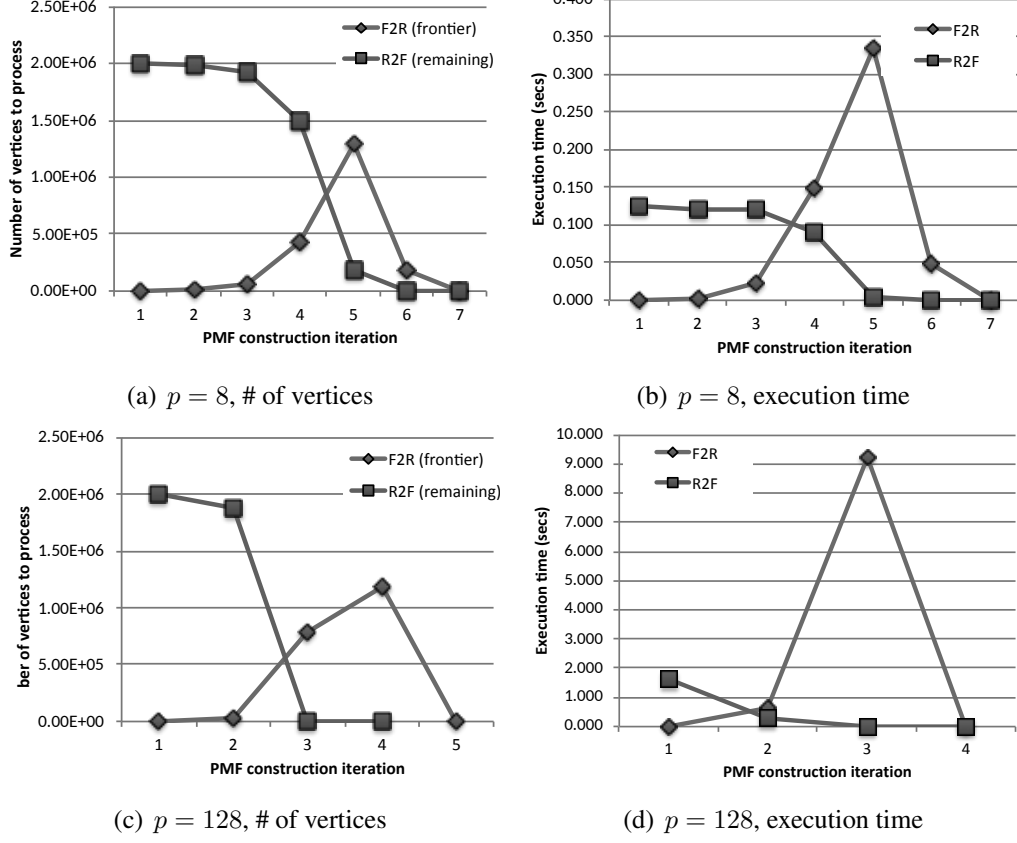 2.50E+06
2.00E+06
1.50E+06
1.00E+06
5.00E+05
0.00E+00
Number of vertices to process
F2R (frontier)
R2F (remaining)
1 2 3 4 5 6 7
PMF construction iteration
(a) p = 8, # of vertices
0.400
0.350
0.300
0.250
0.200
0.150
0.100
0.050
0.000
Execution time (secs)
F2R
R2F
1 2 3 4 5 6 7
PMF construction iteration
(b) p = 8, execution time
2.50E+06
2.00E+06
1.50E+06
1.00E+06
5.00E+05
0.00E+00
ber of vertices to process
F2R (frontier)
R2F (remaining)
1 2 3 4 5
PMF construction iteration
(c) p = 128, # of vertices
10.000
9.000
8.000
7.000
6.000
5.000
4.000
3.000
2.000
1.000
0.000
Execution time (secs)
F2R
R2F
1 2 3 4
PMF construction iteration
(d) p = 128, execution time